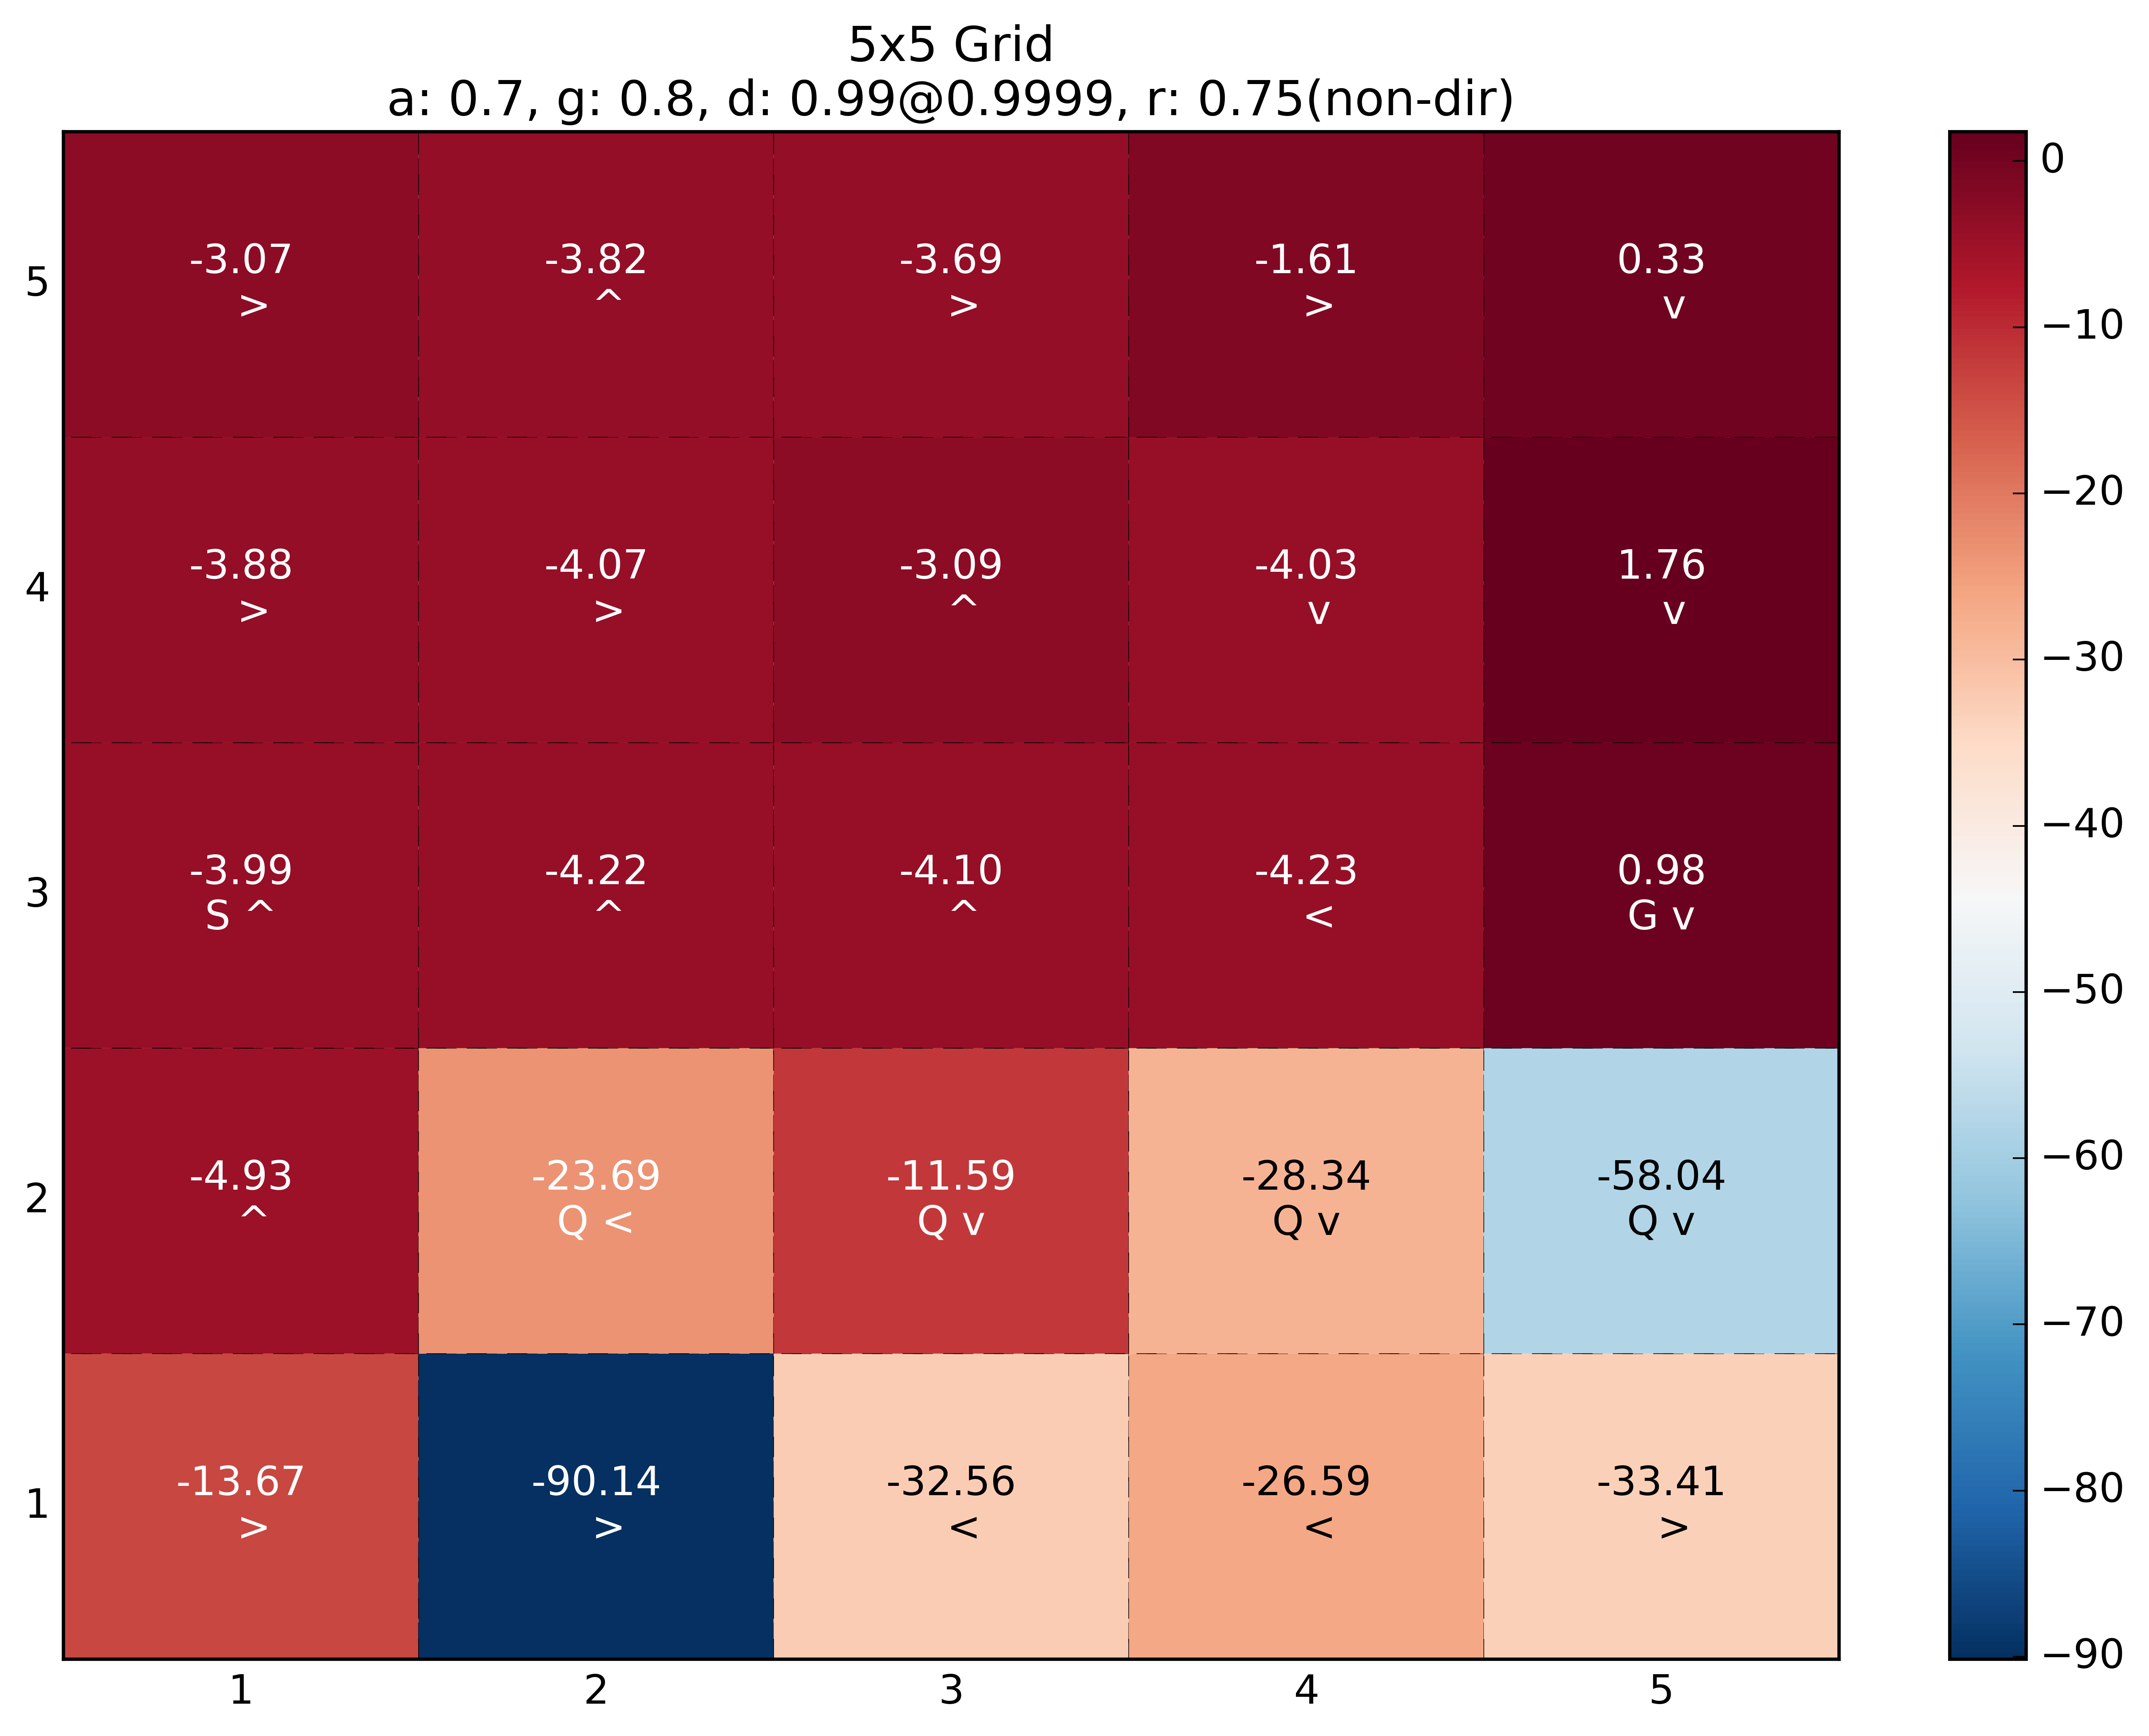 5x5 Grid
a: 0.7, g: 0.8, d: 0.99@0.9999, r: 0.75(non-dir)
5 -3.07 -3.82 -3.69 -1.61 0.33
> ^ > > v
4 -3.88 -4.07 -3.09 -4.03 1.76
> > ^ v v
3 -3.99 -4.22 -4.10 -4.23 0.98
S ^ ^ ^ < G v
2 -4.93 -23.69 -11.59 -28.34 -58.04
^ Q < Q v Q v Q v
1 -13.67 -90.14 -32.56 -26.59 -33.41
> > < < >
1 2 3 4 5
0
−10
−20
−30
−40
−50
−60
−70
−80
−90